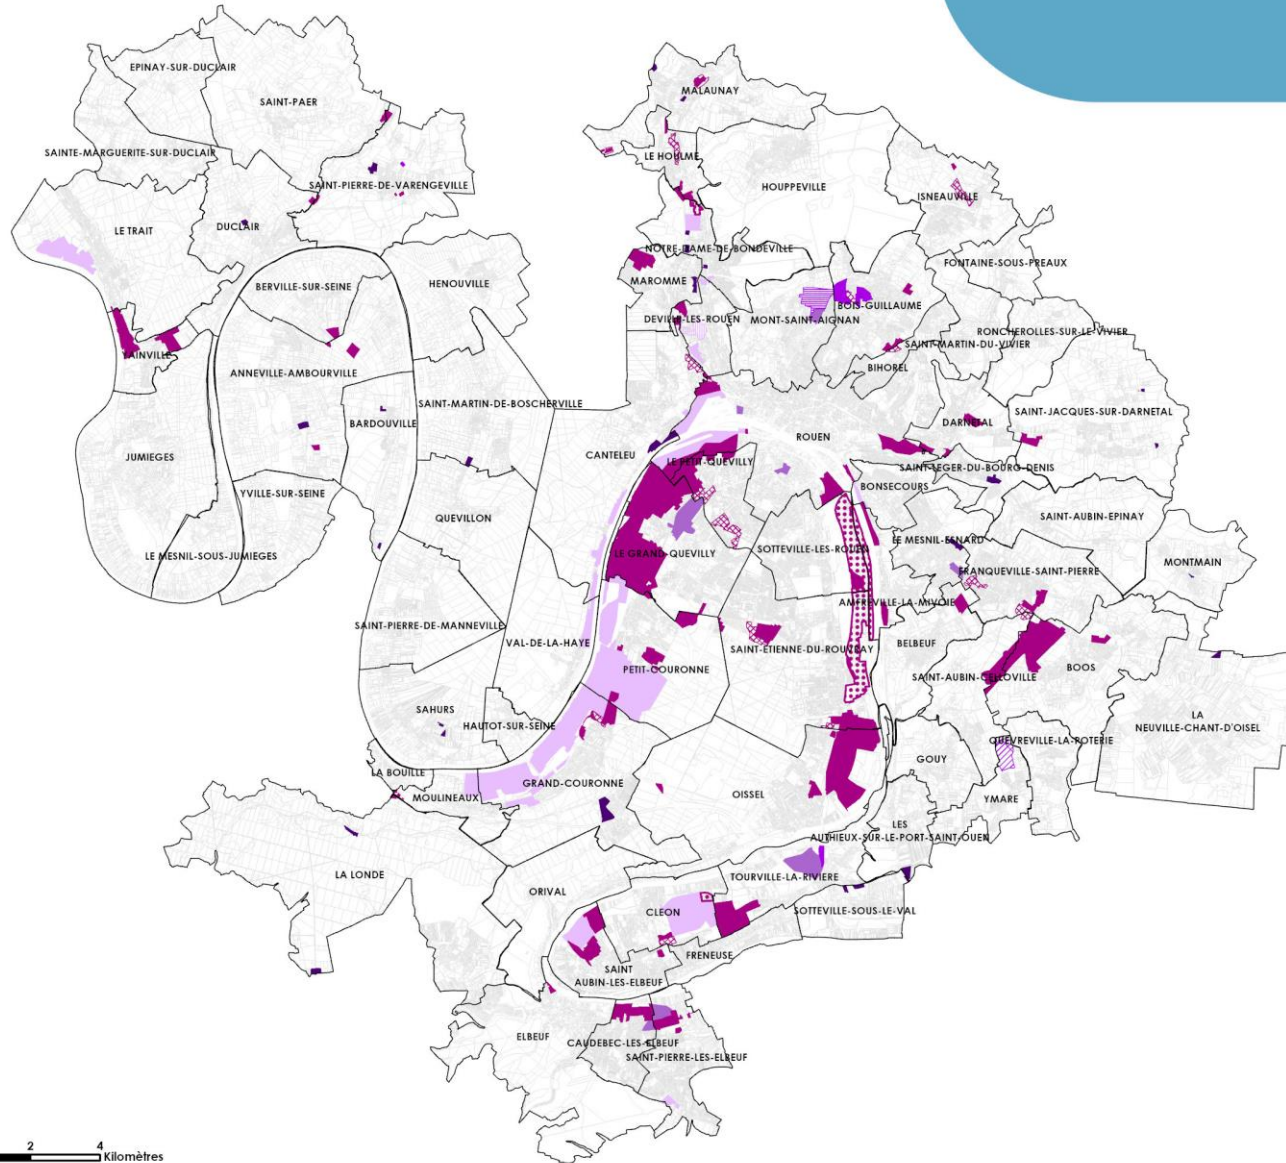 EPINAY-SUR-DUCLAIR
SAINT-PAER
MALAUNAY
SAINTE-MARGUERITE-SUR-DUCLAIR
LE HOULME
SAINT-PIERRE-DE-VARENGEVILLE
HOUPPEVILLE
ISNEAUVILLE
LE TRAIT
DUCLAIR
NOTRE-DAME-DE-BONDEVILLE
FONTAINE-SOUS-PREAUX
MAROMME
BERVILLE-SUR-SEINE
HENOUVILLE
BOIS-GUILLAUME
DEVILLE-LES-ROUEN
MONT-SAINT-AIGNAN
RONCHEROLLES-SUR-LE-VIVIER
SAINT-MARTIN-DU-VIVIER
YAINVILLE
BIHOREL
ANNEVILLE-AMBOURVILLE
SAINT-MARTIN-DE-BOSCHERVILLE
SAINT-JACQUES-SUR-DARNETAL
BARDOUVILLE
DARNETAL
ROUEN
JUMIEGES
CANTELEU
LE PETIT-QUEVILLY
SAINT-LEGER-DU-BOURG-DENIS
BONSECOURS
YVILLE-SUR-SEINE
QUEVILLON
SAINT-AUBIN-EPINAY
LE MESNIL-ESNARD
SOTTEVILLE-LES-ROUEN
LE MESNIL-SOUS-JUMIEGES
LE GRAND-QUEVILLY
MONTMAIN
FRANQUEVILLE-SAINT-PIERRE
AMFREVILLE-LA-MIVOIE
SAINT-PIERRE-DE-MANNEVILLE
VAL-DE-LA-HAYE
BELBEUF
SAINT-ETIENNE-DU-ROUVRAY
PETIT-COURONNE
BOOS
SAINT-AUBIN-CELLOVILLE
SAHURS
LA
NEUVILLE-CHANT-D'OISEL
HAUTOT-SUR-SEINE
QUEVREVILLE-LA-POTERIE
GOUY
LA BOUILLE
GRAND-COURONNE
OISSEL
MOULINEAUX
YMARE
LES
AUTHIEUX-SUR-LE-PORT-SAINT-OUEN
LA LONDE
TOURVILLE-LA-RIVIERE
ORIVAL
CLEON
SOTTEVILLE-SOUS-LE-VAL
FRENEUSE
SAINT
AUBIN-LES-ELBEUF
ELBEUF
CAUDEBEC-LES-ELBEUF
SAINT-PIERRE-LES-ELBEUF
2 4
Kilomètres